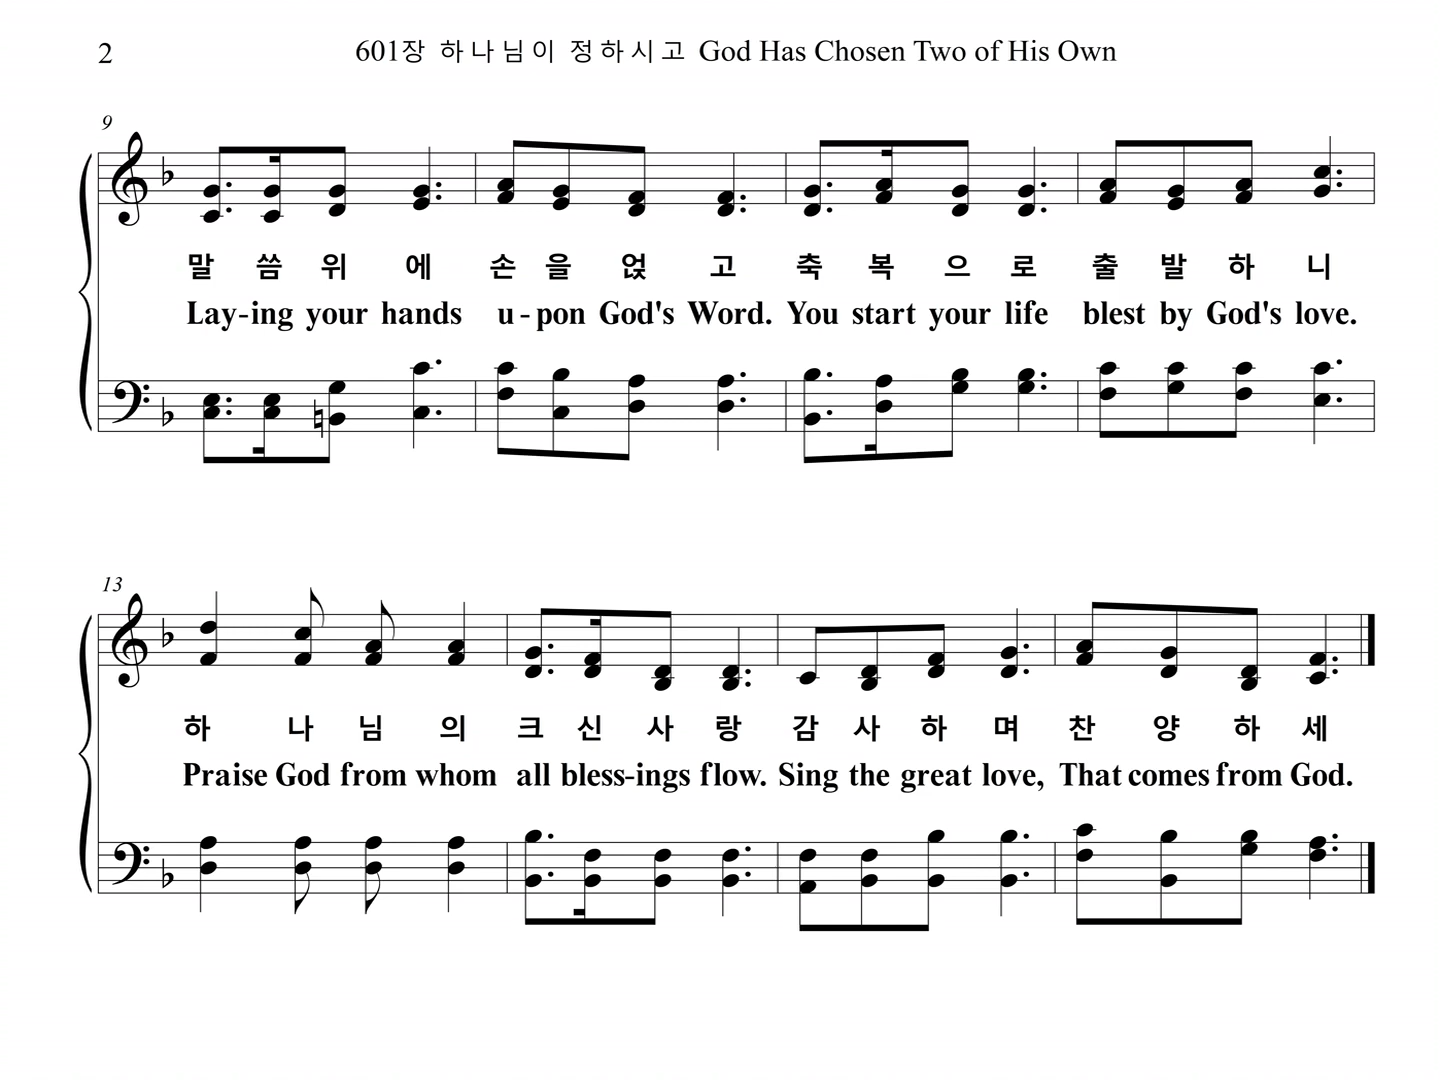 2
601장 하나님이 정하시고 God Has Chosen Two of His Own
9
말 씀 위 에 손 을 얹 고 축 복 으 로 출 발 하 니
Lay-ing your hands u-pon God's Word. You start your life blest by God's love.
13
하 나 님 의 크 신 사 랑 감 사 하 며 찬 양 하 세
Praise God from whom all bless-ings flow. Sing the great love, That comes from God.